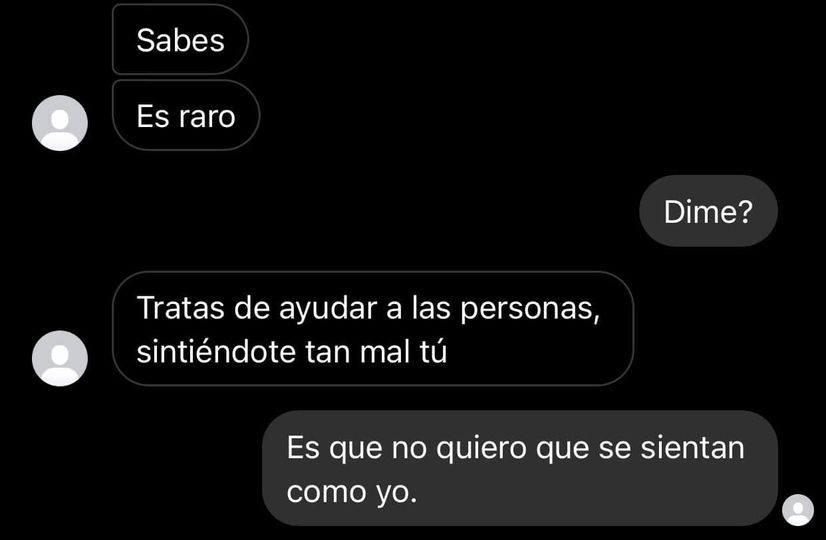 Sabes
Es raro
Dime?
Tratas de ayudar a las personas,
sintiéndote tan mal tú
Es que no quiero que se sientan
como yo.